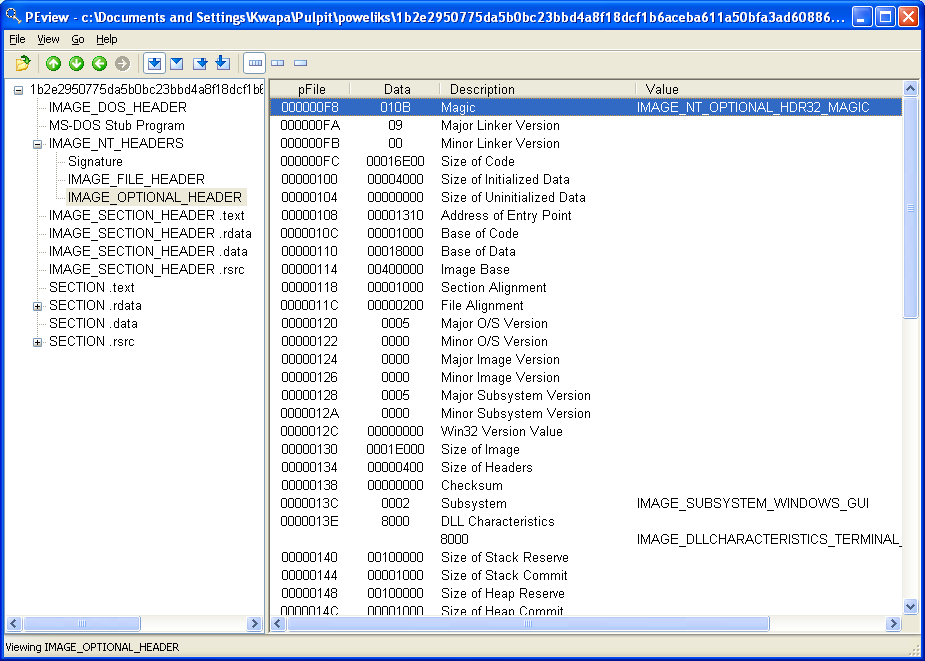 PEview - c:\Documents and Settings\Kwapa\Pulpit\poweliks\1b2e2950775da5b0bc23bbd4a8f18dcf1b6aceba611a50bfa3ad60886...
File View Go Help
1b2e2950775da5b0bc23bbd4a8f18dcf1b6
IMAGE_DOS_HEADER
MS-DOS Stub Program
IMAGE_NT_HEADERS
Signature
IMAGE_FILE_HEADER
IMAGE_OPTIONAL_HEADER
IMAGE_SECTION_HEADER .text
IMAGE_SECTION_HEADER .rdata
IMAGE_SECTION_HEADER .data
IMAGE_SECTION_HEADER .rsrc
SECTION .text
SECTION .rdata
SECTION .data
SECTION .rsrc
pFile Data Description Value
000000F8 010B Magic IMAGE_NT_OPTIONAL_HDR32_MAGIC
000000FA 09 Major Linker Version
000000FB 00 Minor Linker Version
000000FC 00016E00 Size of Code
00000100 00004000 Size of Initialized Data
00000104 00000000 Size of Uninitialized Data
00000108 00001310 Address of Entry Point
0000010C 00001000 Base of Code
00000110 00018000 Base of Data
00000114 00400000 Image Base
00000118 00001000 Section Alignment
0000011C 00000200 File Alignment
00000120 0005 Major O/S Version
00000122 0000 Minor O/S Version
00000124 0000 Major Image Version
00000126 0000 Minor Image Version
00000128 0005 Major Subsystem Version
0000012A 0000 Minor Subsystem Version
0000012C 00000000 Win32 Version Value
00000130 0001E000 Size of Image
00000134 00000400 Size of Headers
00000138 00000000 Checksum
0000013C 0002 Subsystem IMAGE_SUBSYSTEM_WINDOWS_GUI
0000013E 8000 DLL Characteristics
8000 IMAGE_DLLCHARACTERISTICS_TERMINAL_
00000140 00100000 Size of Stack Reserve
00000144 00001000 Size of Stack Commit
00000148 00100000 Size of Heap Reserve
0000014C 00001000 Size of Heap Commit
Viewing IMAGE_OPTIONAL_HEADER